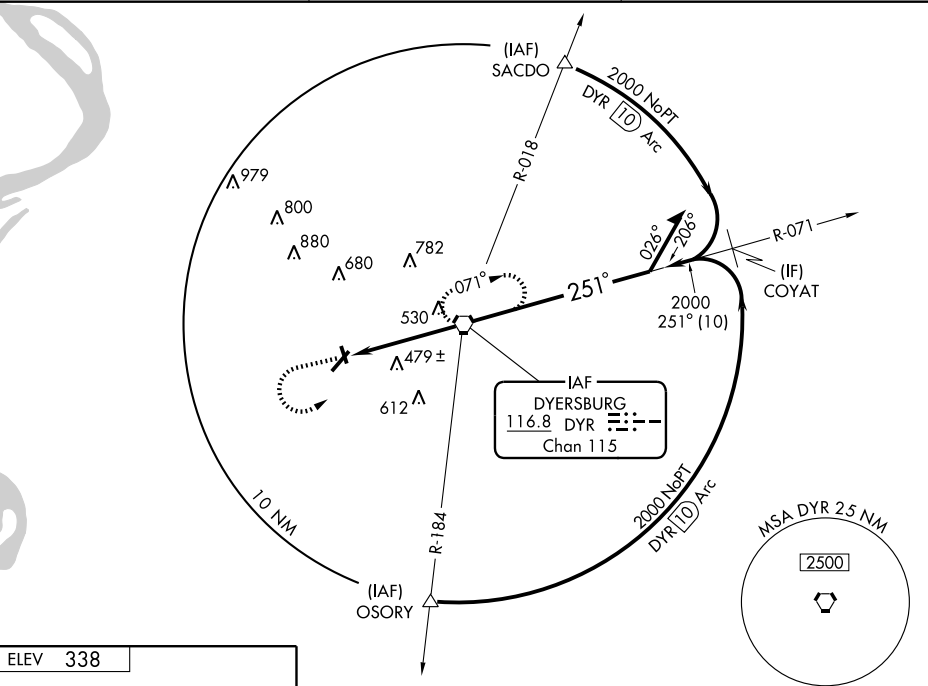 (IAF)
SACDO
2000 NoPT
DYR 10 Arc
R-018
979
800
880
680
782
530
071°
026°
206°
R-071
(IF)
COYAT
251°
2000
251° (10)
479 ±
612
IAF
DYERSBURG
116.8 DYR
Chan 115
10 NM
R-184
2000 NoPT
DYR 10 Arc
(IAF)
OSORY
MSA DYR 25 NM
2500
ELEV 338